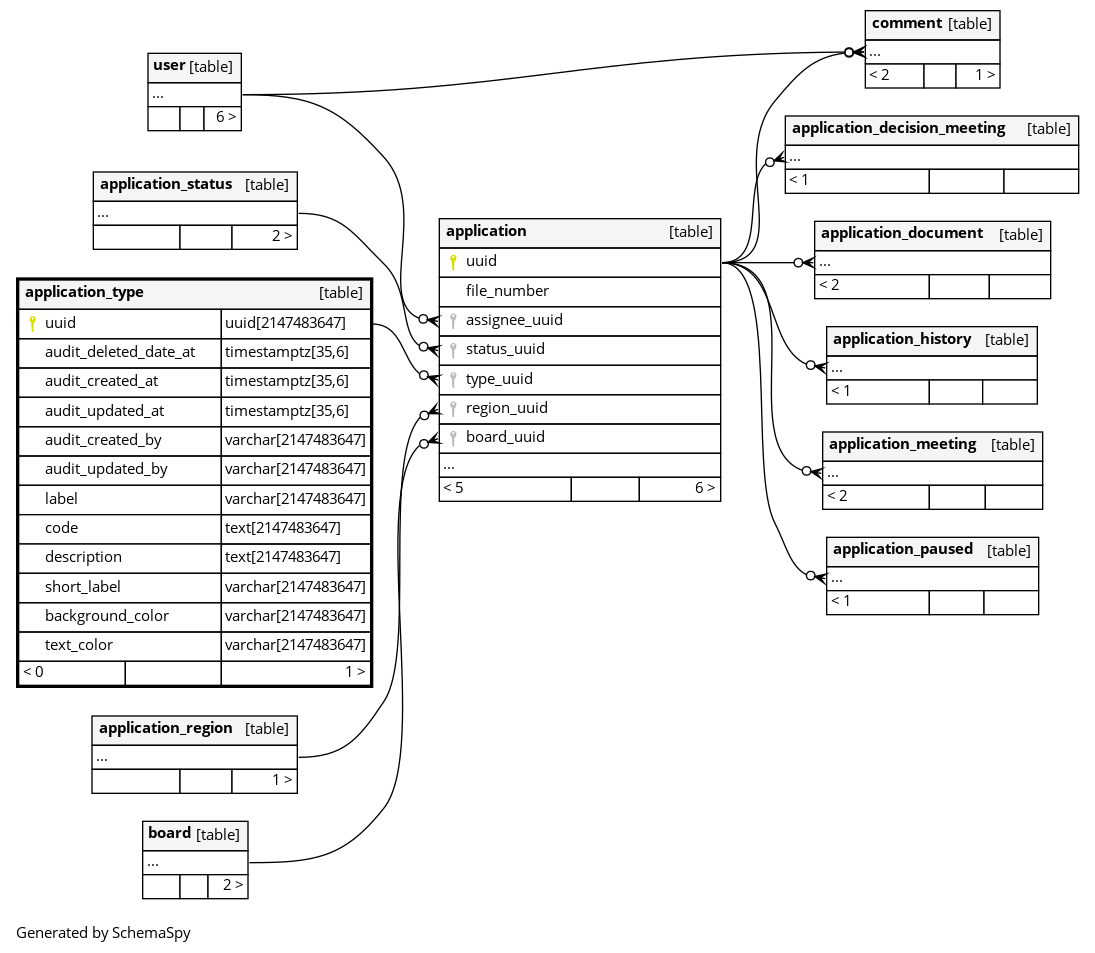 user [table]
...
6 >
application_status [table]
...
2 >
application_type [table]
uuid uuid[2147483647]
audit_deleted_date_at timestamptz[35,6]
audit_created_at timestamptz[35,6]
audit_updated_at timestamptz[35,6]
audit_created_by varchar[2147483647]
audit_updated_by varchar[2147483647]
label varchar[2147483647]
code text[2147483647]
description text[2147483647]
short_label varchar[2147483647]
background_color varchar[2147483647]
text_color varchar[2147483647]
< 0 1 >
application_region [table]
...
1 >
board [table]
...
2 >
application [table]
uuid
file_number
assignee_uuid
status_uuid
type_uuid
region_uuid
board_uuid
...
< 5 6 >
comment [table]
...
< 2 1 >
application_decision_meeting [table]
...
< 1
application_document [table]
...
< 2
application_history [table]
...
< 1
application_meeting [table]
...
< 2
application_paused [table]
...
< 1
Generated by SchemaSpy